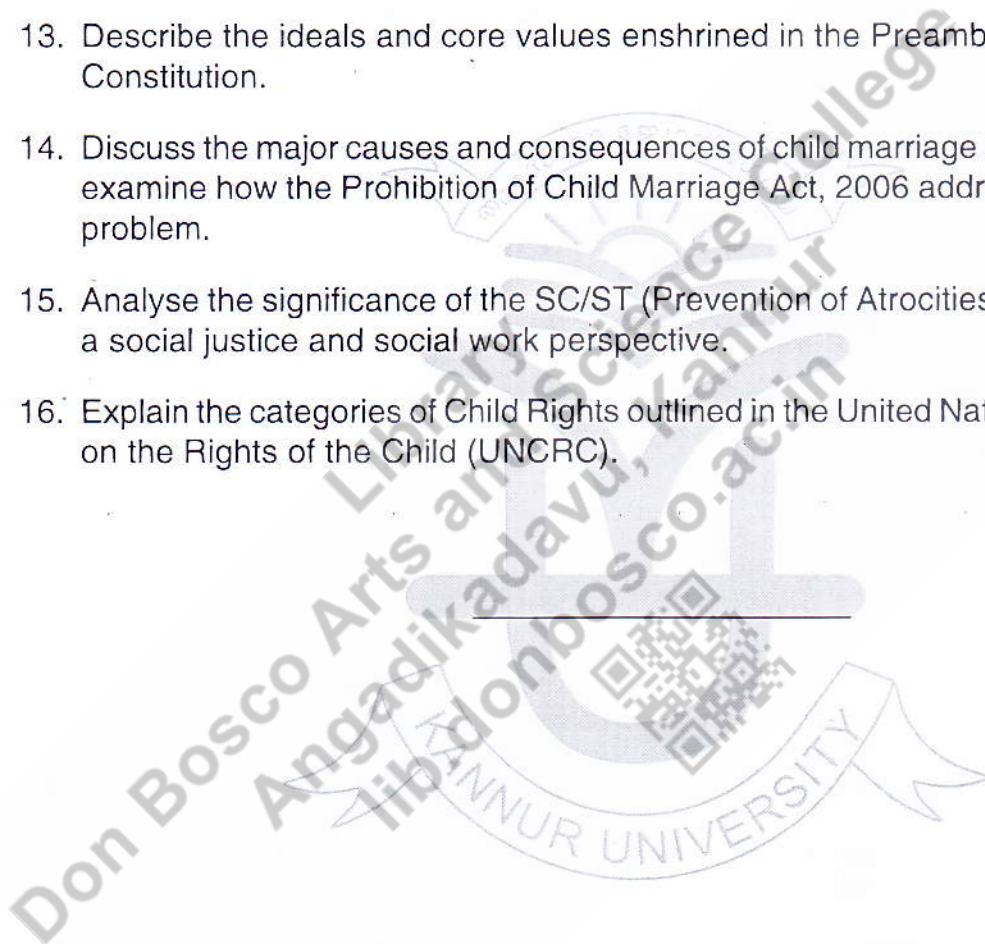 13. Describe the ideals and core values enshrined in the Preamb
Constitution.
14. Discuss the major causes and consequences of child marriage
examine how the Prohibition of Child Marriage Act, 2006 addr
problem.
15. Analyse the significance of the SC/ST (Prevention of Atrocities
a social justice and social work perspective.
16. Explain the categories of Child Rights outlined in the United Nat
on the Rights of the Child (UNCRC).
Library
Don Bosco Arts and Science College
Angadikadavu, Kannur
lib.donbosco.ac.in
KANNUR UNIVERSITY